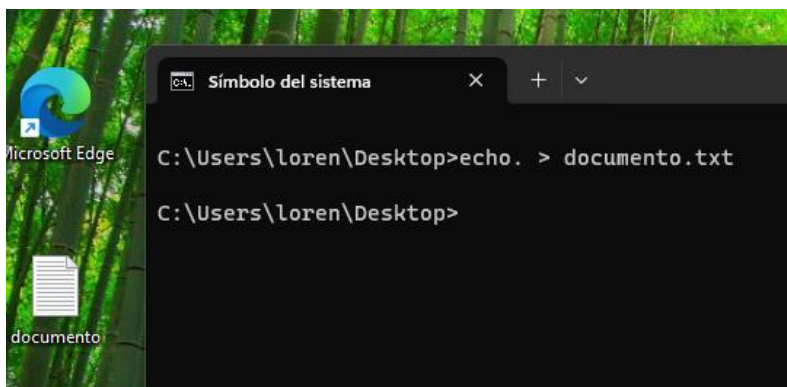 Símbolo del sistema
Microsoft Edge
C:\Users\loren\Desktop>echo. > documento.txt
C:\Users\loren\Desktop>
documento